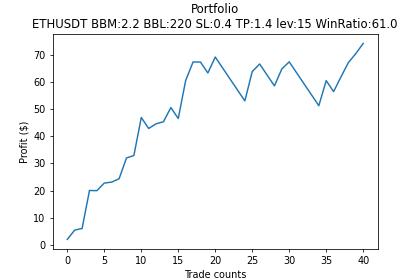 Portfolio
ETHUSDT BBM:2.2 BBL:220 SL:0.4 TP:1.4 lev:15 WinRatio:61.0
Profit ($)
70
60
50
40
30
20
10
0
0 5 10 15 20 25 30 35 40
Trade counts